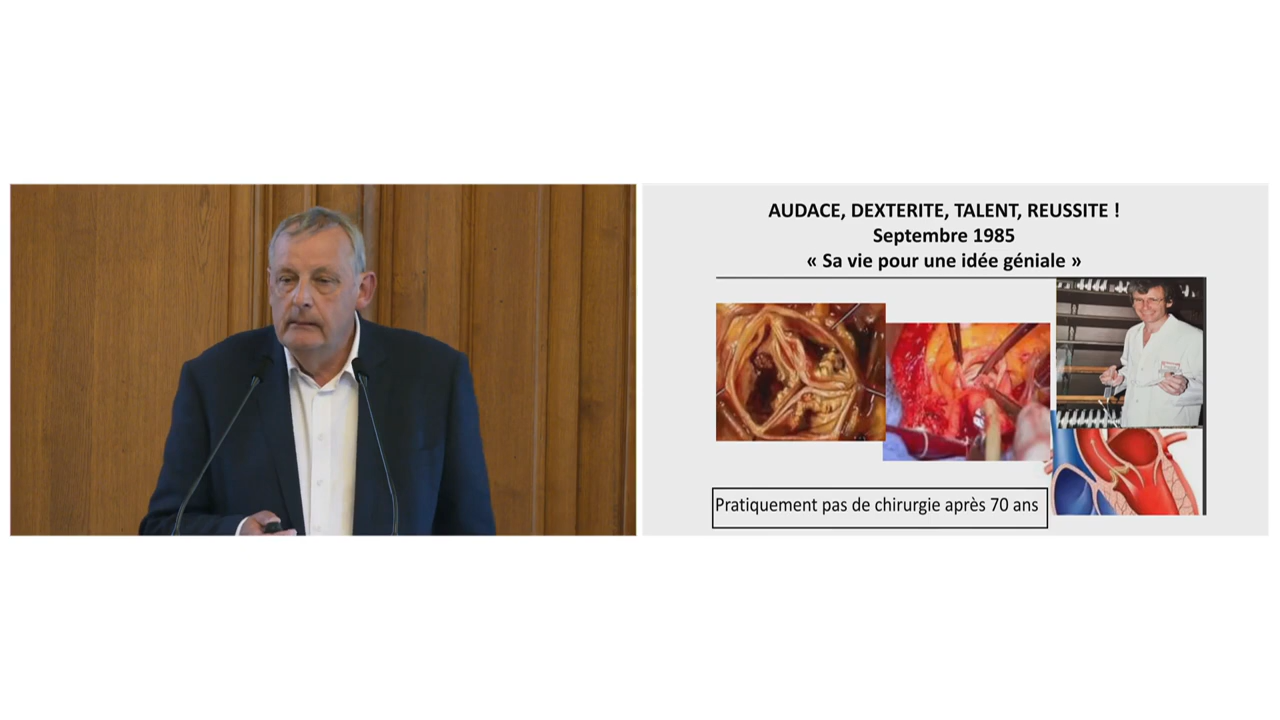 AUDACE, DEXTERITE, TALENT, REUSSITE !
Septembre 1985
« Sa vie pour une idée géniale »
Pratiquement pas de chirurgie après 70 ans